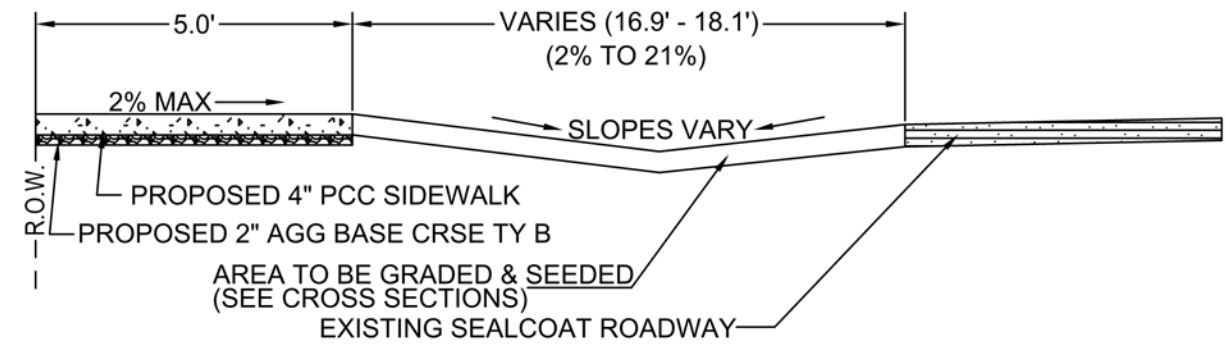 5.0'
VARIES (16.9' - 18.1')
(2% TO 21%)
2% MAX
SLOPES VARY
R.O.W.
PROPOSED 4" PCC SIDEWALK
PROPOSED 2" AGG BASE CRSE TY B
AREA TO BE GRADED & SEEDED
(SEE CROSS SECTIONS)
EXISTING SEALCOAT ROADWAY